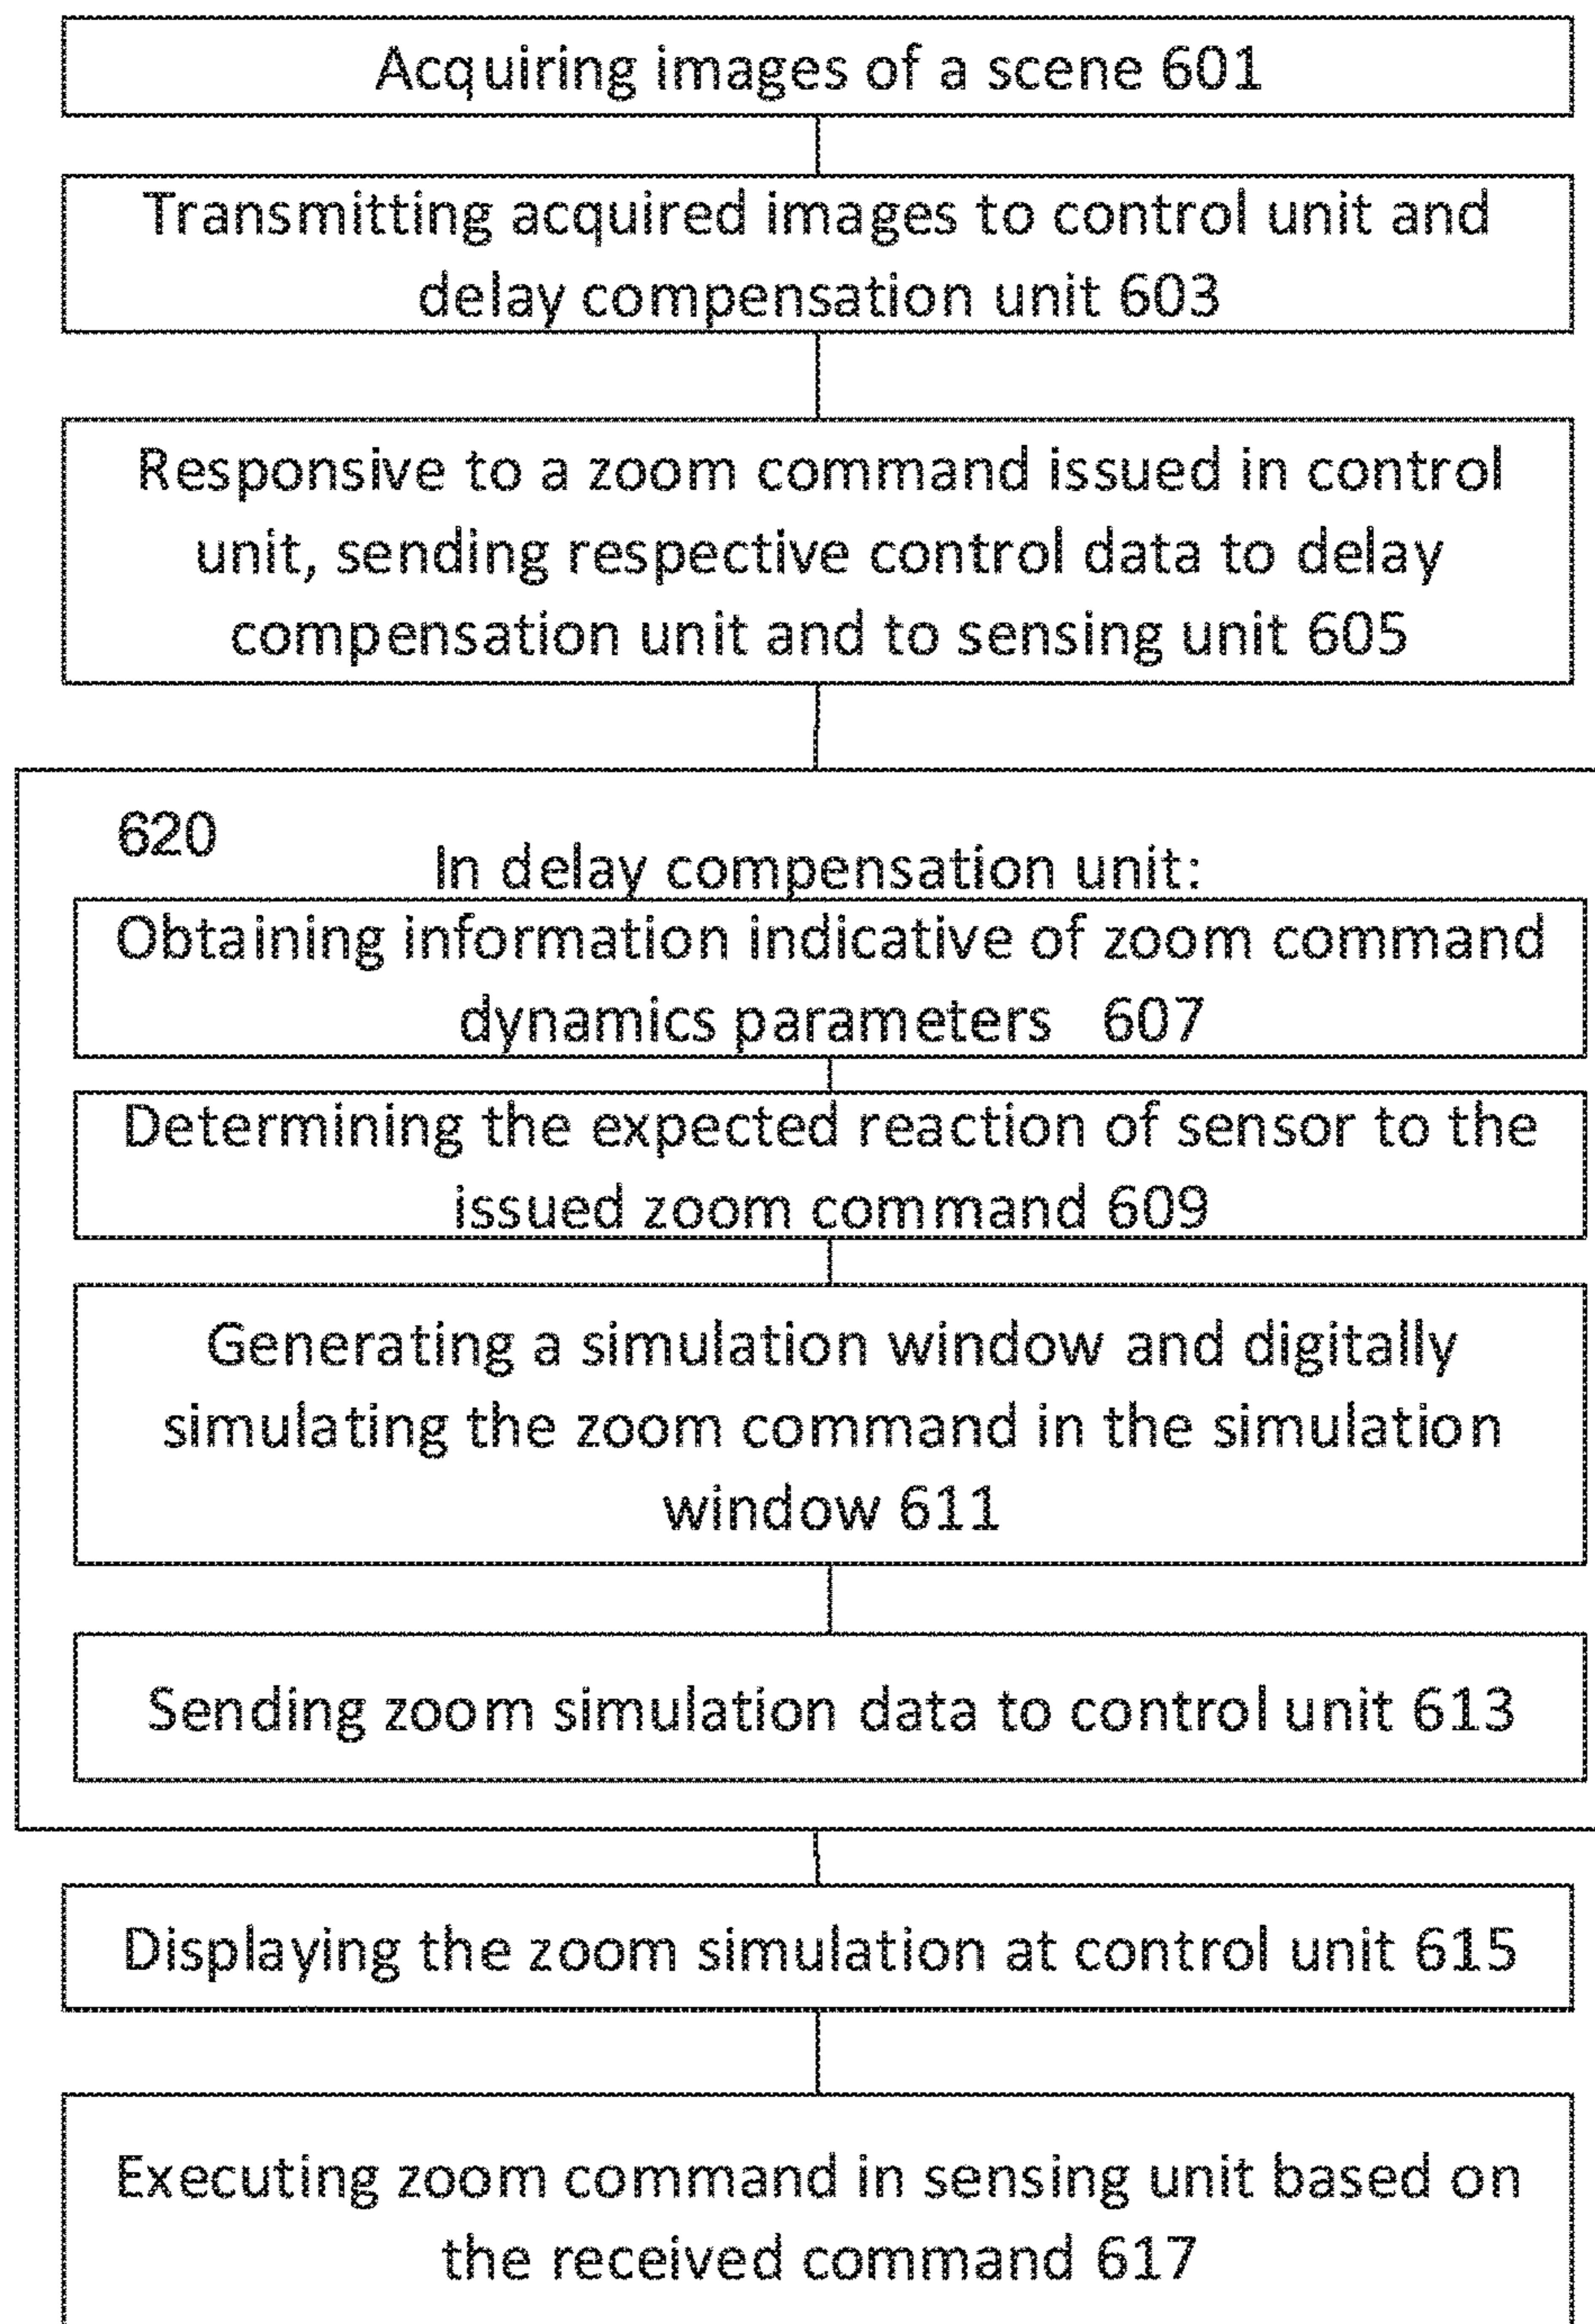 Acquiring images of a scene 601
Transmitting acquired images to control unit and
delay compensation unit 603
Responsive to a zoom command issued in control
unit, sending respective control data to delay
compensation unit and to sensing unit 605
620
In delay compensation unit:
Obtaining information indicative of zoom command
dynamics parameters 607
Determining the expected reaction of sensor to the
issued zoom command 609
Generating a simulation window and digitally
simulating the zoom command in the simulation
window 611
Sending zoom simulation data to control unit 613
Displaying the zoom simulation at control unit 615
Executing zoom command in sensing unit based on
the received command 617